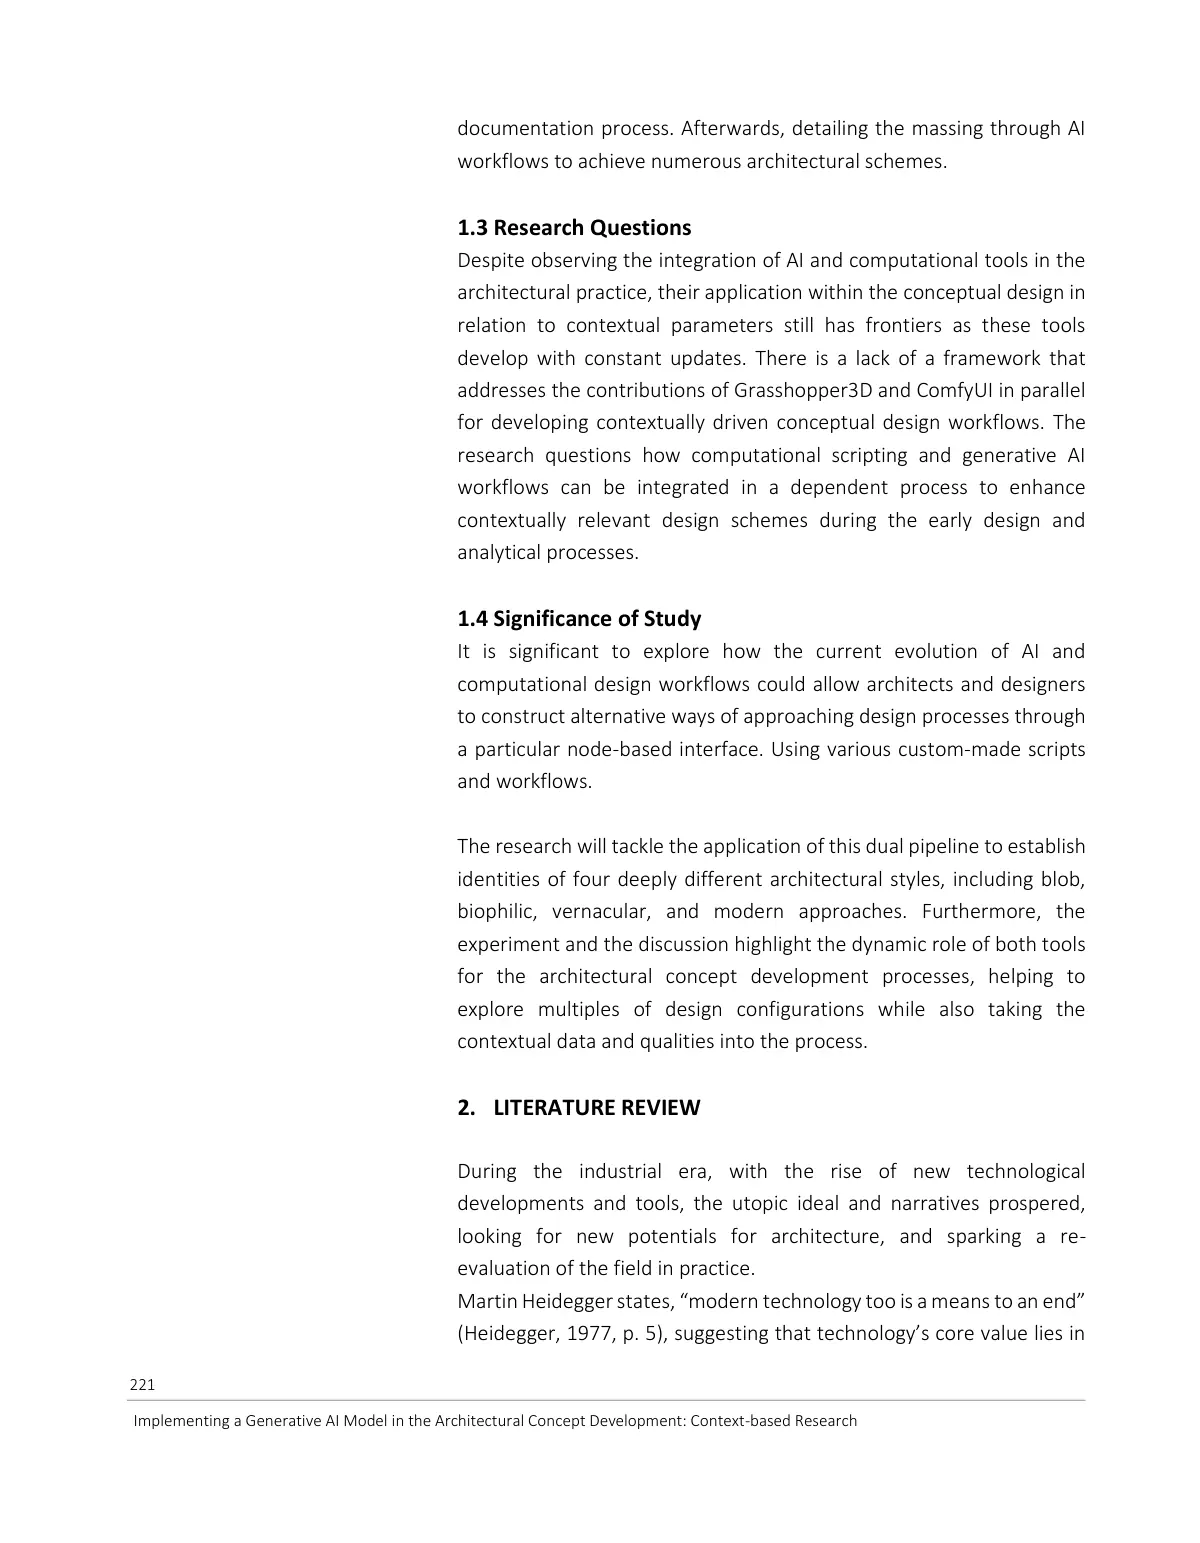 documentation process. Afterwards, detailing the massing through AI
workflows to achieve numerous architectural schemes.
1.3 Research Questions
Despite observing the integration of AI and computational tools in the
architectural practice, their application within the conceptual design in
relation to contextual parameters still has frontiers as these tools
develop with constant updates. There is a lack of a framework that
addresses the contributions of Grasshopper3D and ComfyUI in parallel
for developing contextually driven conceptual design workflows. The
research questions how computational scripting and generative AI
workflows can be integrated in a dependent process to enhance
contextually relevant design schemes during the early design and
analytical processes.
1.4 Significance of Study
It is significant to explore how the current evolution of AI and
computational design workflows could allow architects and designers
to construct alternative ways of approaching design processes through
a particular node-based interface. Using various custom-made scripts
and workflows.
The research will tackle the application of this dual pipeline to establish
identities of four deeply different architectural styles, including blob,
biophilic, vernacular, and modern approaches. Furthermore, the
experiment and the discussion highlight the dynamic role of both tools
for the architectural concept development processes, helping to
explore multiples of design configurations while also taking the
contextual data and qualities into the process.
2. LITERATURE REVIEW
During the industrial era, with the rise of new technological
developments and tools, the utopic ideal and narratives prospered,
looking for new potentials for architecture, and sparking a re-
evaluation of the field in practice.
Martin Heidegger states, “modern technology too is a means to an end”
(Heidegger, 1977, p. 5), suggesting that technology’s core value lies in
221
Implementing a Generative AI Model in the Architectural Concept Development: Context-based Research